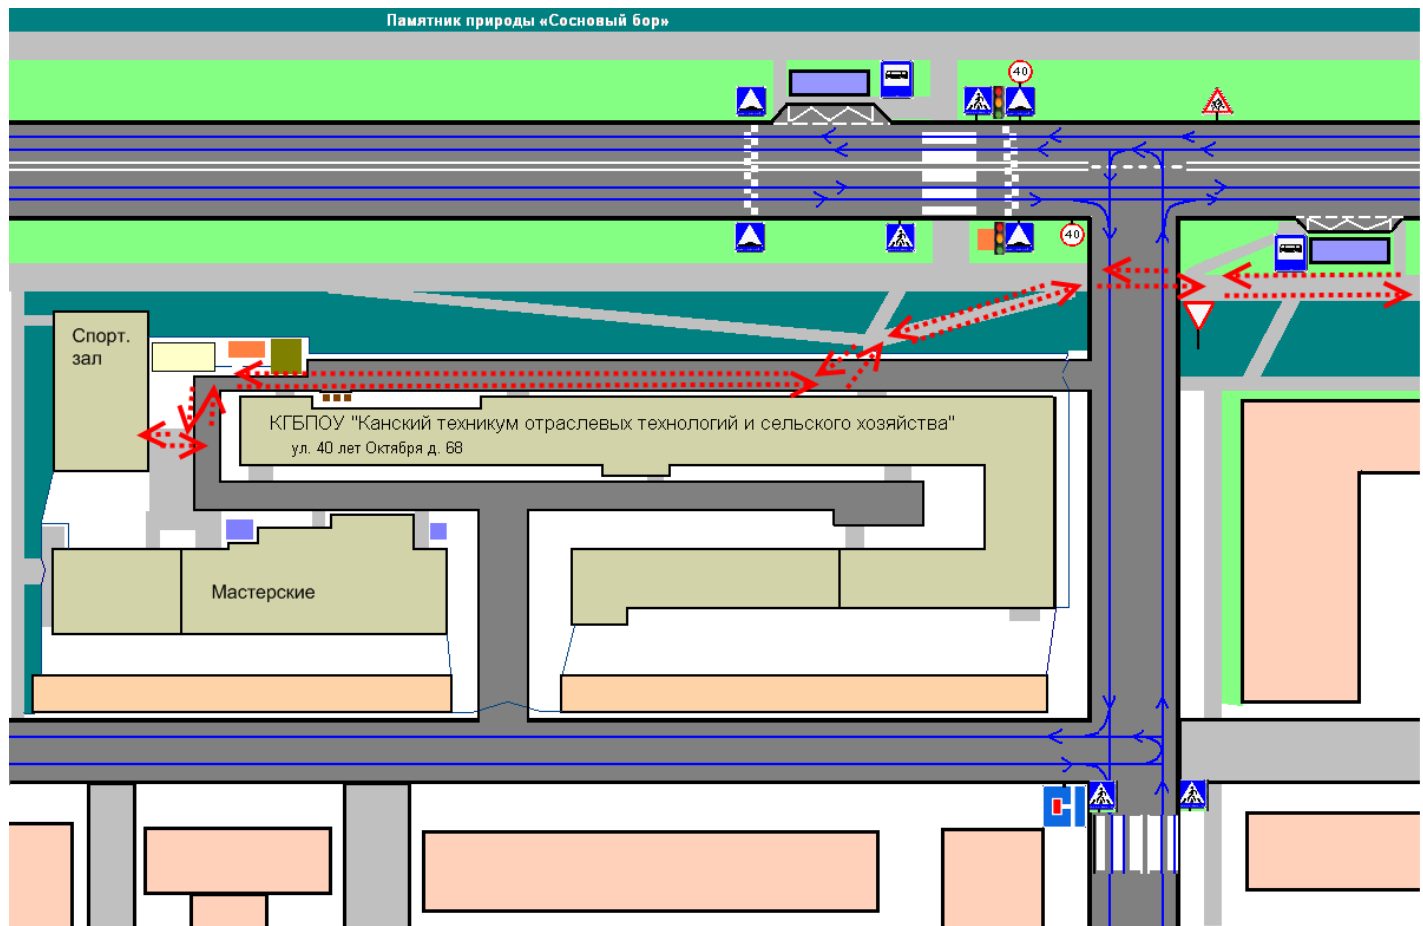 Памятник природы «Сосновый бор»
40
40
Спорт.
зал
КГБПОУ "Канский техникум отраслевых технологий и сельского хозяйства"
ул. 40 лет Октября д. 68
Мастерские